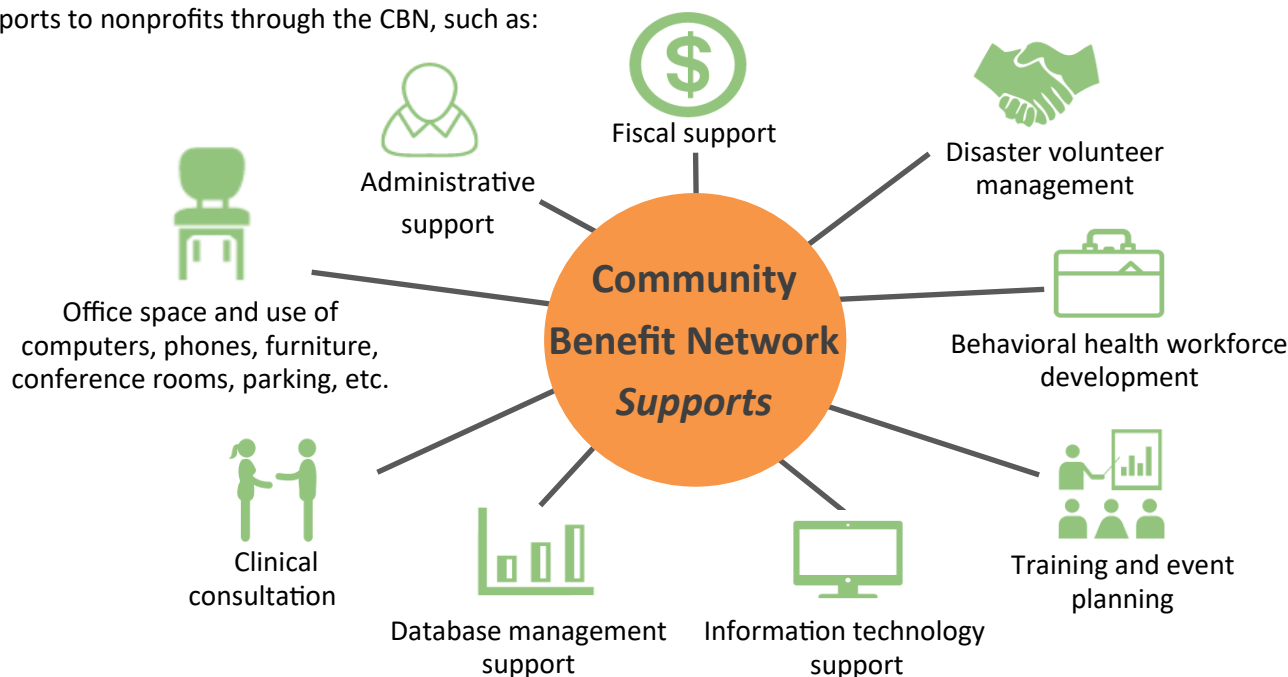 ports to nonprofits through the CBN, such as:
Fiscal support
Disaster volunteer
management
Administrative
support
Community
Benefit Network
Supports
Office space and use of
computers, phones, furniture,
conference rooms, parking, etc.
Behavioral health workforce
development
Clinical
consultation
Training and event
planning
Database management
support
Information technology
support